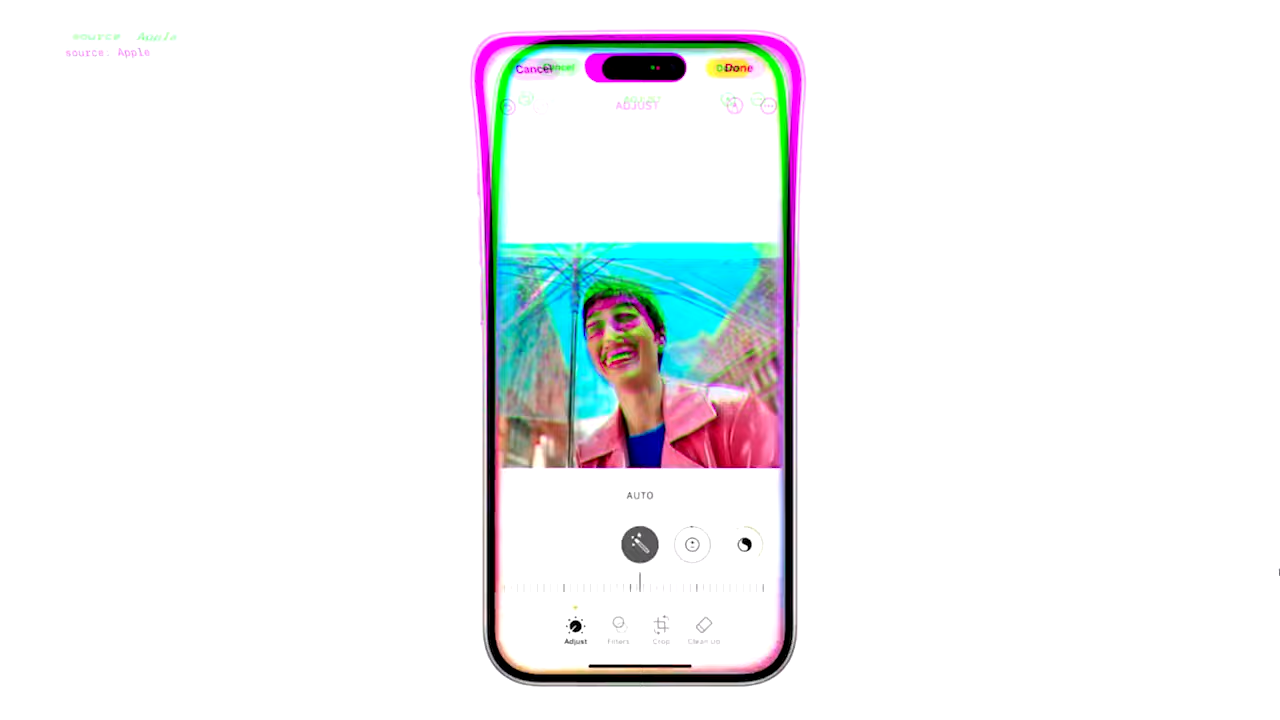 source. Apple
Cancel Done
ADJUST
AUTO
Adjust Filters Crop Clean Up